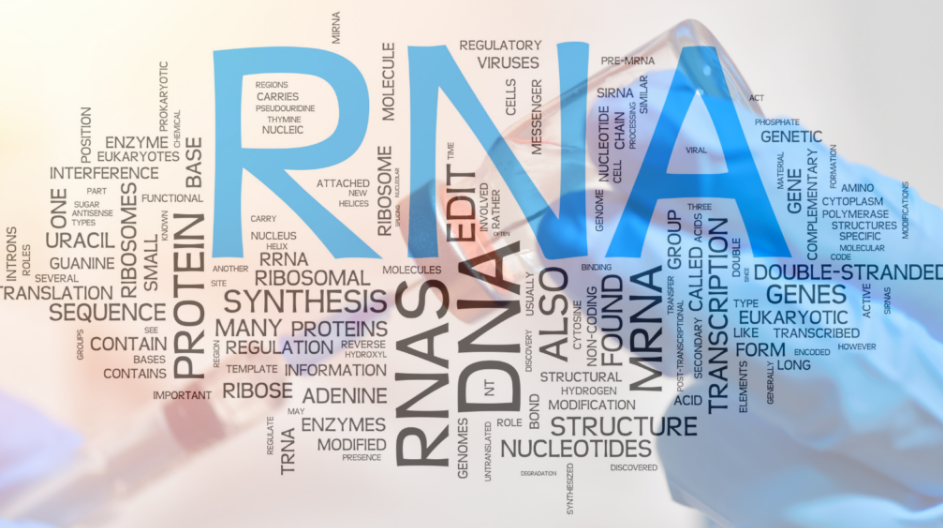 RNA
MIRNA
REGULATORY
VIRUSES
PRE-MRNA
MOLECULE
REGIONS
CARRIES
PSEUDOURIDINE
THYMINE
NUCLEIC
CELLS
MESSENGER
SIRNA
SIMILAR
NUCLEOTIDE
CHAIN
PROCESSING
CELL
ACT
PHOSPHATE
GENETIC
PROKARYOTIC
CHEMICAL
POSITION
ENZYME
EUKARYOTES
BASE
INTERFERENCE
VIRAL
MATERIAL
GENE
COMPLEMENTARY
FORMATION
PART
ONE
SUGAR
ANTISENSE
TYPES
RIBOSOMES
FUNCTIONAL
ATTACHED
NEW
HELICES
RIBOSOME
NUCLEOLAR
SPLICING
TIME
EDIT
INVOLVED
RATHER
OFTEN
GENOME
AMINO
CYTOPLASM
POLYMERASE
STRUCTURES
SPECIFIC
MOLECULAR
CODE
MODIFICATIONS
INTRONS
ROLES
URACIL
GUANINE
SMALL
KNOWN
PROTEIN
CARRY
NUCLEUS
HELIX
RRNA
THREE
GROUP
ACIDS
CALLED
TRANSCRIPTION
DOUBLE
SINCE
SEVERAL
TRANSLATION
SEQUENCE
ANOTHER
SITE
RIBOSOMAL
MOLECULES
SYNTHESIS
RNAS
DNA
USUALLY
ALSO
BINDING
FOUND
MRNA
TRANSFER
DOUBLE-STRANDED
GENES
ACTIVE
SIRNAS
GROUPS
SEE
CONTAIN
BASES
CONTAINS
MANY PROTEINS
REGION
REGULATION
REVERSE
HYDROXYL
TEMPLATE
INFORMATION
DISCOVERY
CYTOSINE
NON-CODING
POST-TRANSCRIPTIONAL
SECONDARY
TYPE
EUKARYOTIC
LIKE
TRANSCRIBED
FORM
ENCODED
HOWEVER
LONG
GENERALLY
ELEMENTS
IMPORTANT
RIBOSE
ADENINE
NT
STRUCTURAL
HYDROGEN
MODIFICATION
ACID
REGULATE
TRNA
MAY
ENZYMES
MODIFIED
PRESENCE
GENOMES
UNTRANSLATED
ROLE
BOND
STRUCTURE
NUCLEOTIDES
DEGRADATION
SYNTHESIZED
DISCOVERED